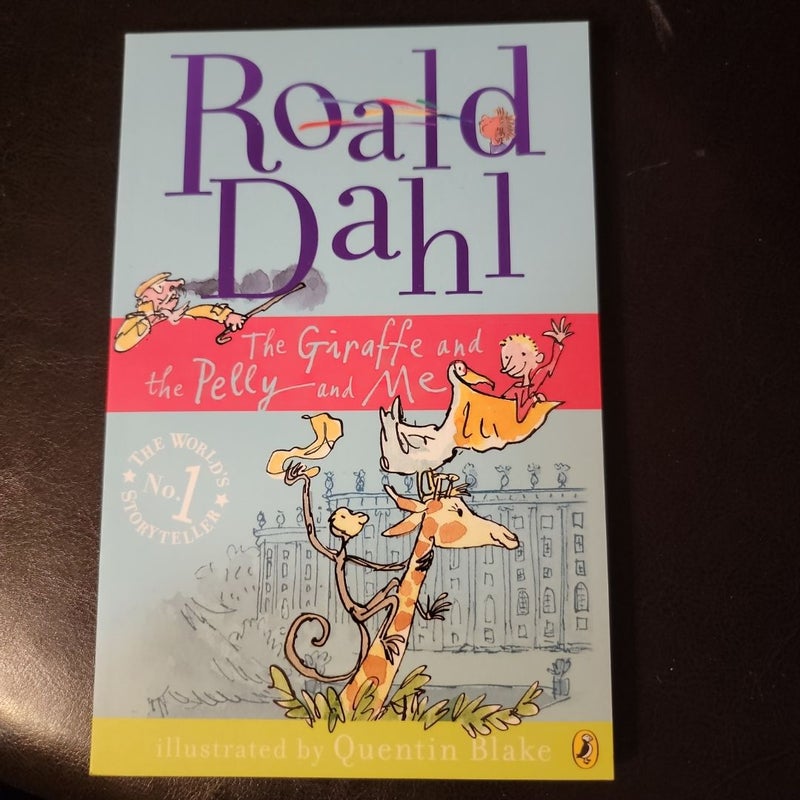 Roald
Dahl
The Giraffe and
the Pelly and Me
THE WORLD'S
No. 1
STORYTELLER
illustrated by Quentin Blake